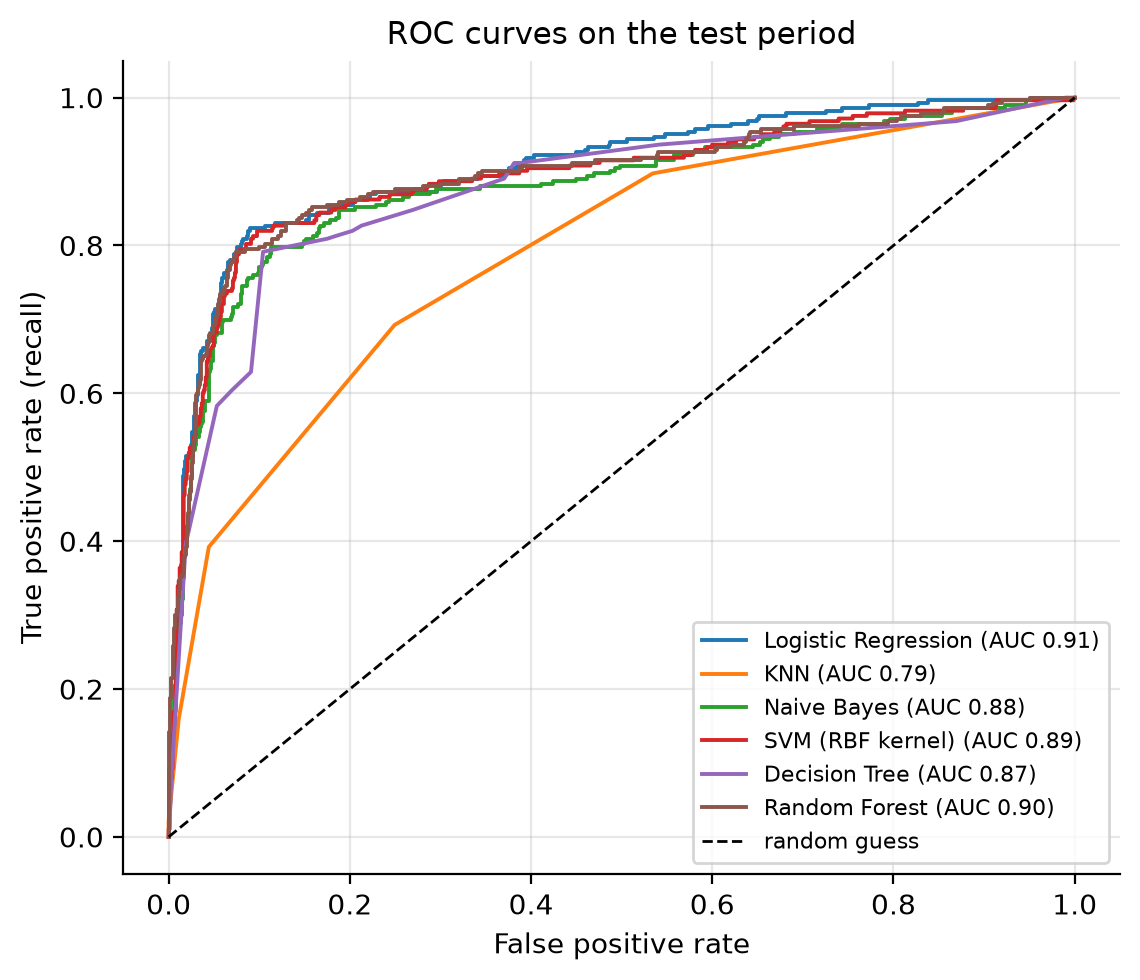 ROC curves on the test period
True positive rate (recall)
1.0
0.8
0.6
0.4
0.2
0.0
Logistic Regression (AUC 0.91)
KNN (AUC 0.79)
Naive Bayes (AUC 0.88)
SVM (RBF kernel) (AUC 0.89)
Decision Tree (AUC 0.87)
Random Forest (AUC 0.90)
random guess
0.0 0.2 0.4 0.6 0.8 1.0
False positive rate